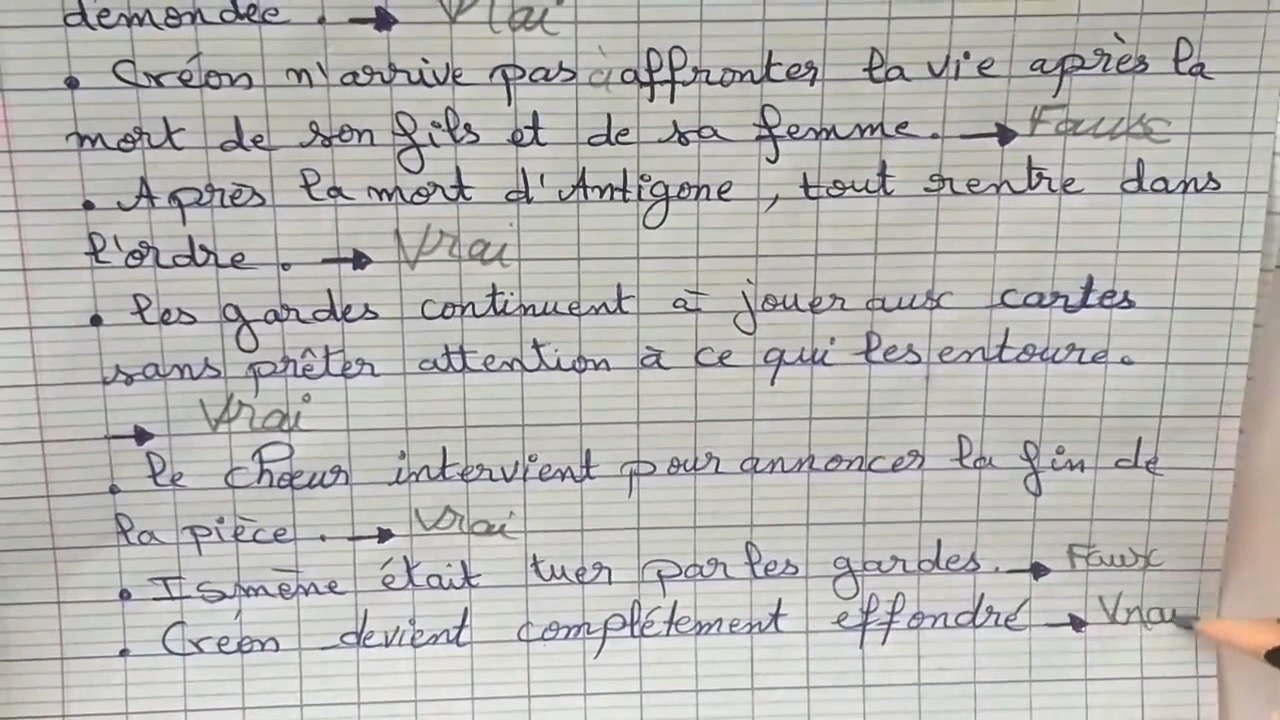 demondée. → Vrai
• Créon n'arrive pas à affronter la vie après la
mort de son fils et de sa femme. → Faux
• Après la mort d'Antigone, tout rentre dans
l'ordre. → Vrai
• les gardes continuent à jouer aux cartes
sans prêter attention à ce qui les entoure.
→ Vrai
• le chœur intervient pour annoncer la fin de
la pièce. → Vrai
• Ismène était tuer par les gardes. → Faux
• Créon devient complétement effondré → Vrai